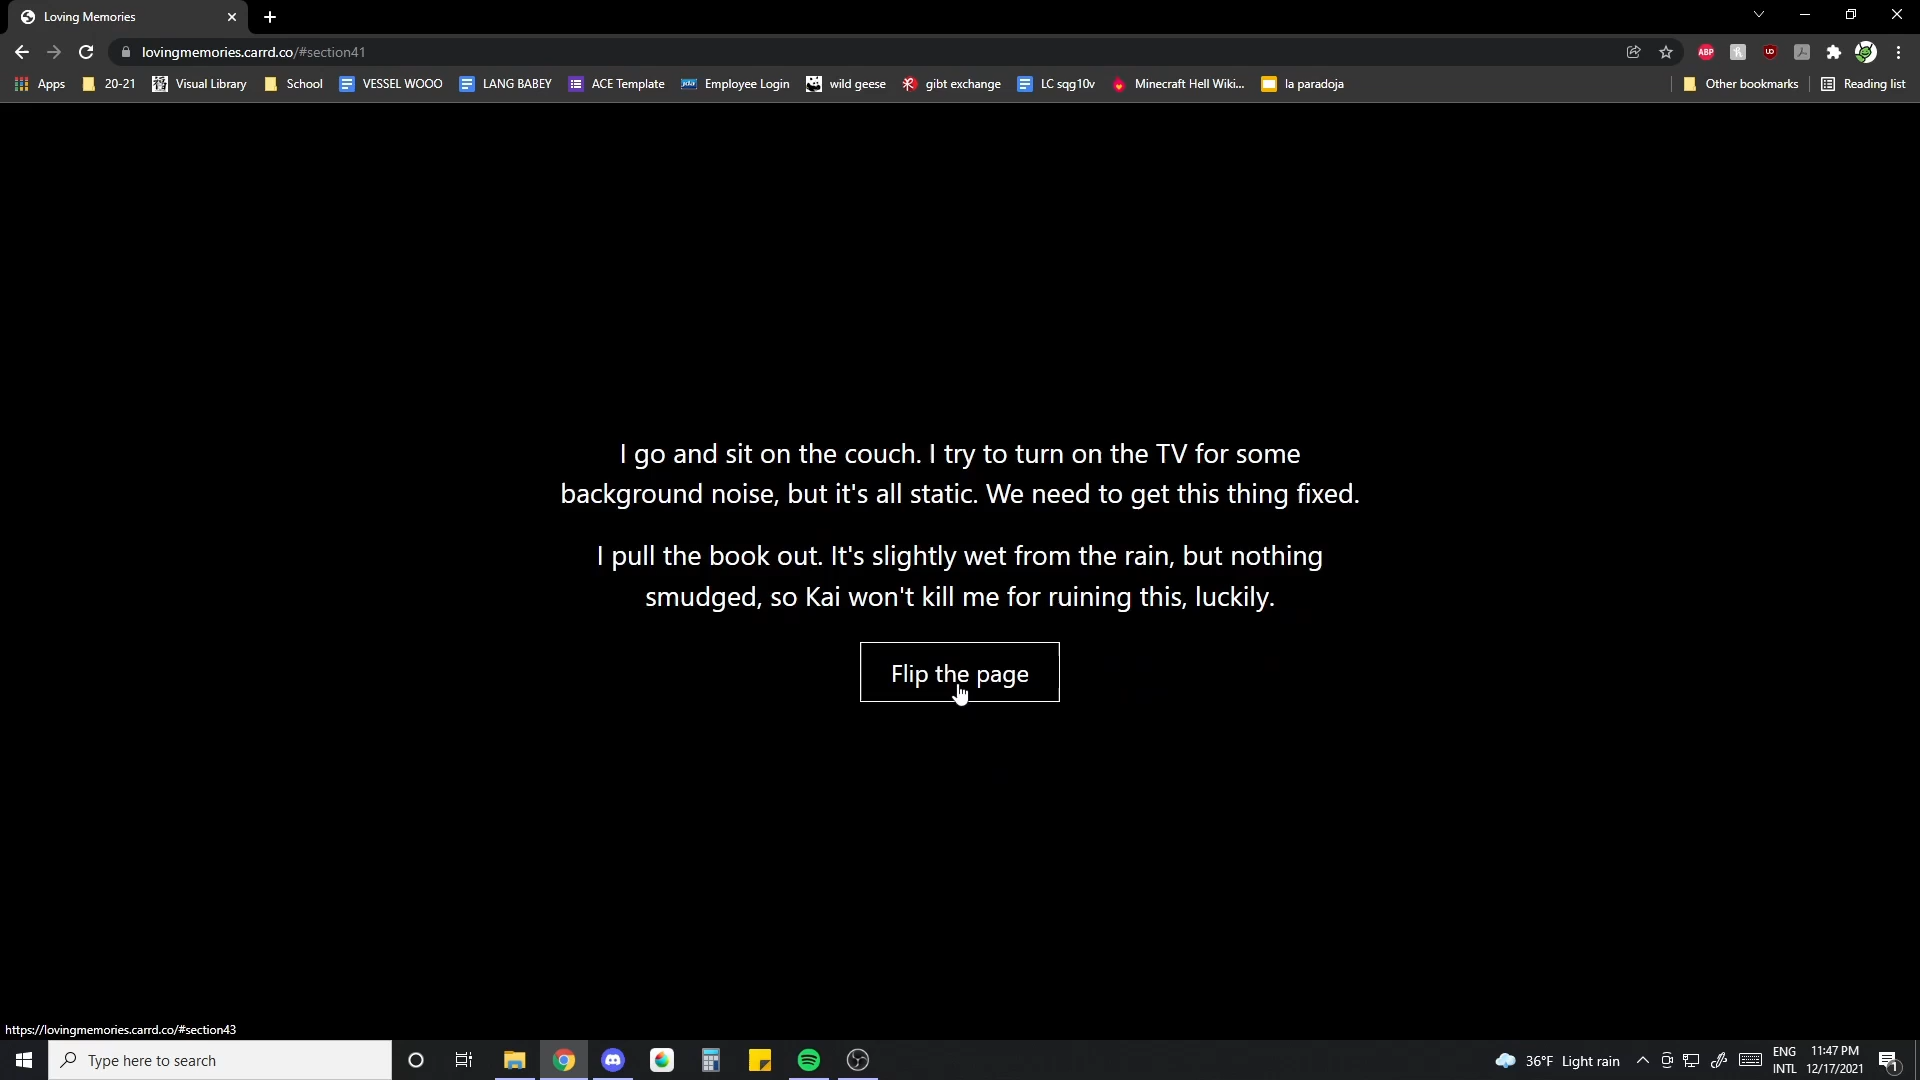 Loving Memories
lovingmemories.carrd.co/#section41
ABP
UD
Apps
20-21
Visual Library
School
VESSEL WOOO
LANG BABEY
ACE Template
Employee Login
wild geese
gibt exchange
LC sqg10v
Minecraft Hell Wiki...
la paradoja
Other bookmarks
Reading list
I go and sit on the couch. I try to turn on the TV for some
background noise, but it's all static. We need to get this thing fixed.
I pull the book out. It's slightly wet from the rain, but nothing
smudged, so Kai won't kill me for ruining this, luckily.
Flip the page
https://lovingmemories.carrd.co/#section43
Type here to search
36°F Light rain
ENG
INTL
11:47 PM
12/17/2021
1